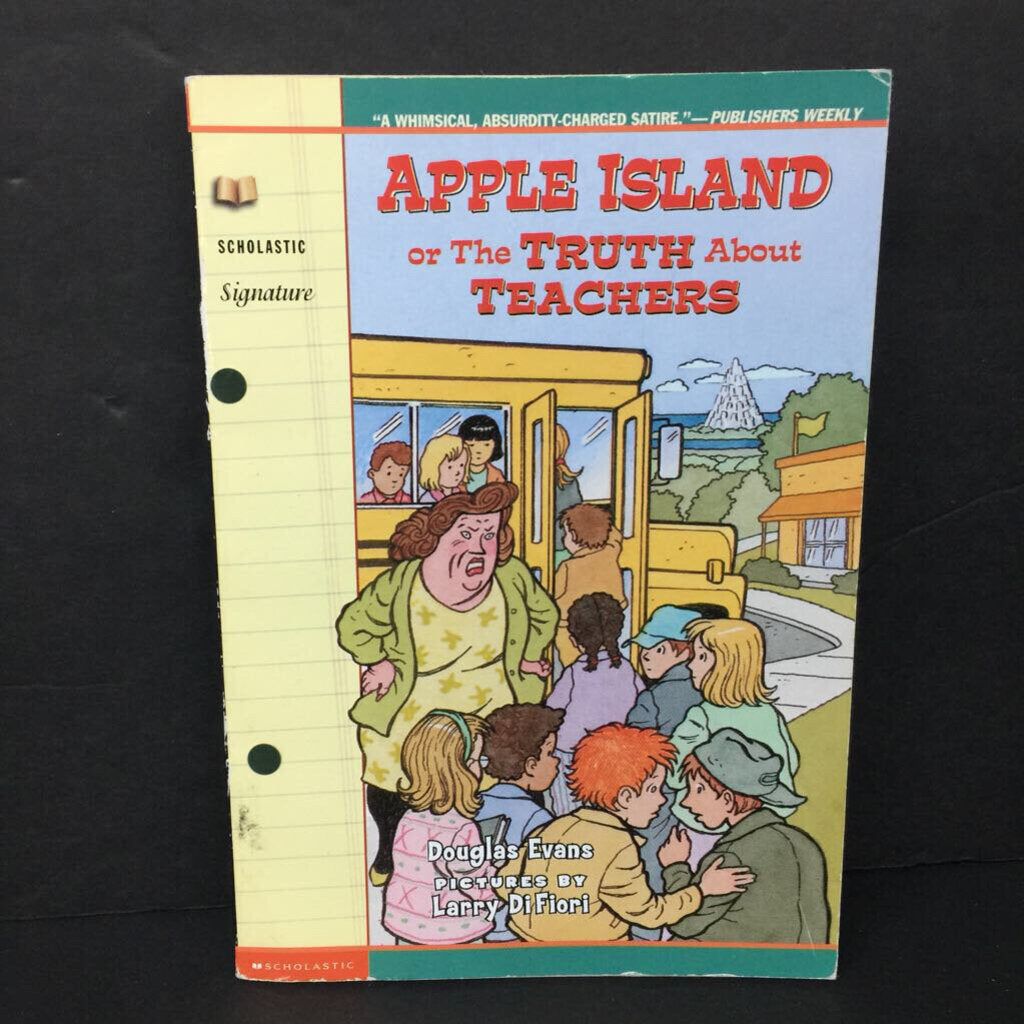 “A WHIMSICAL, ABSURDITY-CHARGED SATIRE.”—PUBLISHERS WEEKLY
APPLE ISLAND
or The TRUTH About
TEACHERS
SCHOLASTIC
Signature
Douglas Evans
PICTURES BY
Larry Di Fiori
SCHOLASTIC